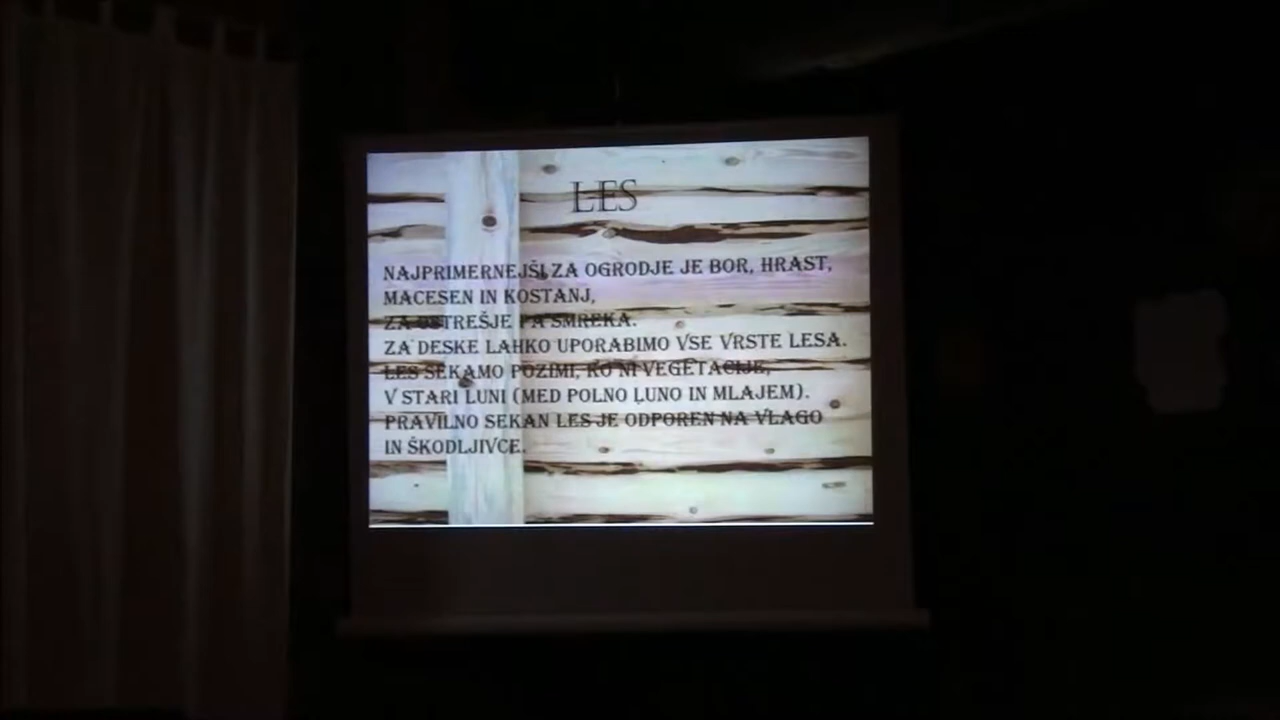 LES
NAJPRIMERNEJŠI ZA OGRODJE JE BOR, HRAST,
MACESEN IN KOSTANJ,
ZA OSTREŠJE PA SMREKA.
ZA DESKE LAHKO UPORABIMO VSE VRSTE LESA.
LES SEKAMO POZIMI, KO NI VEGETACIJE,
V STARI LUNI (MED POLNO LUNO IN MLAJEM).
PRAVILNO SEKAN LES JE ODPOREN NA VLAGO
IN ŠKODLJIVCE.